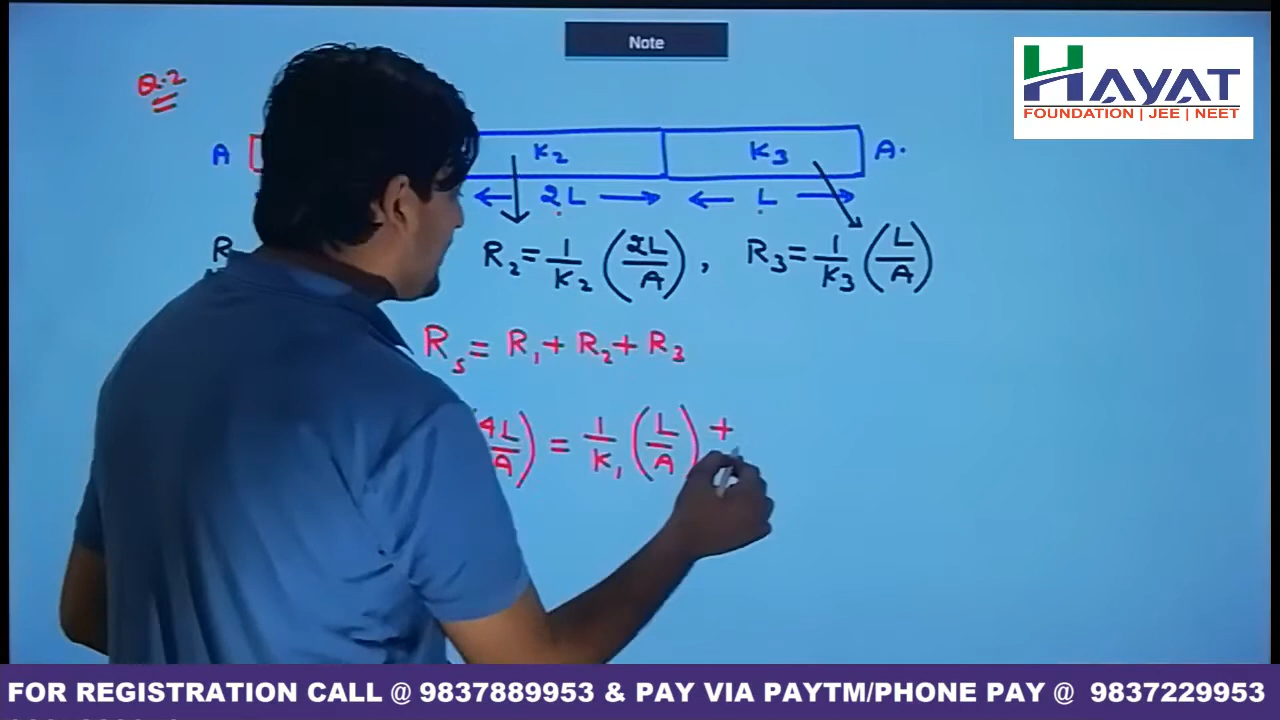 Note
HAYAT
FOUNDATION | JEE | NEET
Q.2
A K2 K3 A.
2L L
R R2 = 1/K2 (2L/A), R3 = 1/K3 (L/A)
Rs = R1 + R2 + R3
4L/A) = 1/K1 (L/A) +
FOR REGISTRATION CALL @ 9837889953 & PAY VIA PAYTM/PHONE PAY @ 9837229953